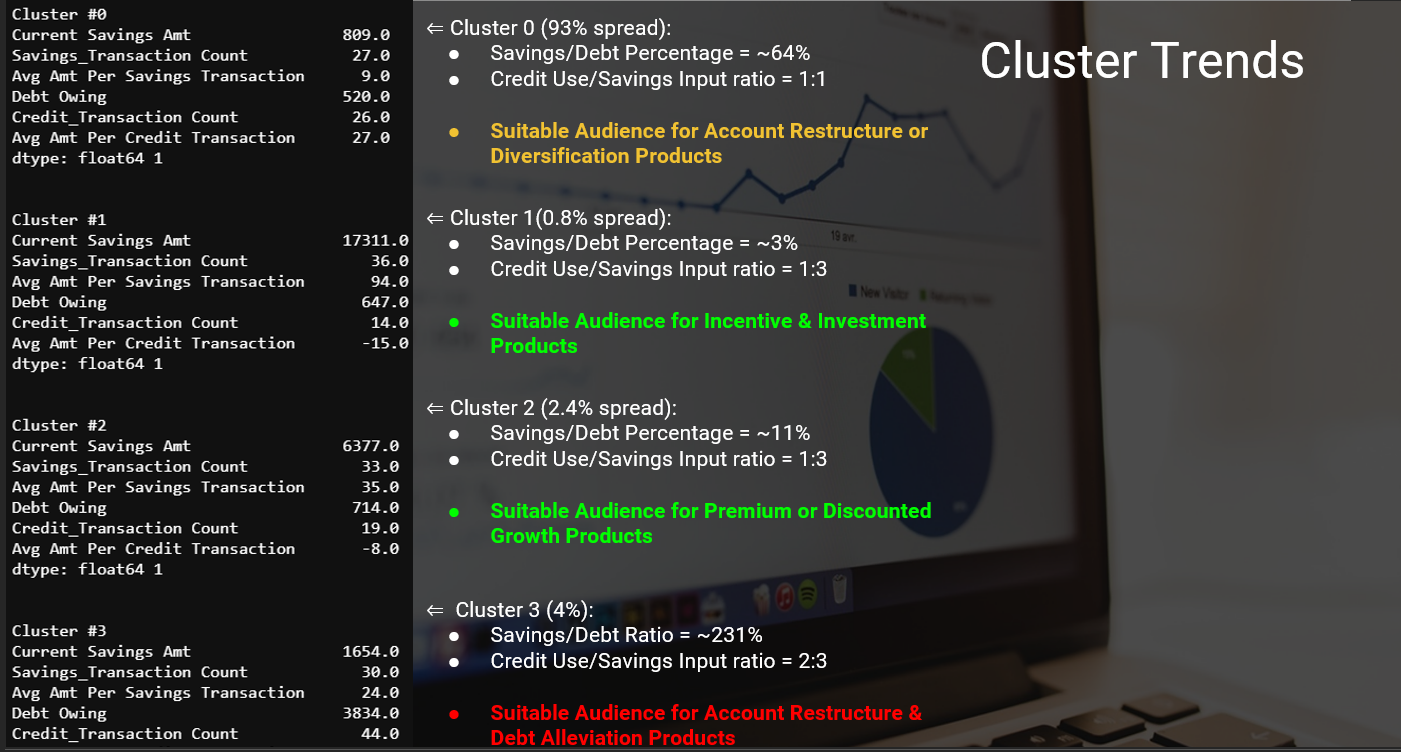 Cluster Trends
Cluster #0
Current Savings Amt 809.0
Savings_Transaction Count 27.0
Avg Amt Per Savings Transaction 9.0
Debt Owing 520.0
Credit_Transaction Count 26.0
Avg Amt Per Credit Transaction 27.0
dtype: float64 1
Cluster #1
Current Savings Amt 17311.0
Savings_Transaction Count 36.0
Avg Amt Per Savings Transaction 94.0
Debt Owing 647.0
Credit_Transaction Count 14.0
Avg Amt Per Credit Transaction -15.0
dtype: float64 1
Cluster #2
Current Savings Amt 6377.0
Savings_Transaction Count 33.0
Avg Amt Per Savings Transaction 35.0
Debt Owing 714.0
Credit_Transaction Count 19.0
Avg Amt Per Credit Transaction -8.0
dtype: float64 1
Cluster #3
Current Savings Amt 1654.0
Savings_Transaction Count 30.0
Avg Amt Per Savings Transaction 24.0
Debt Owing 3834.0
Credit_Transaction Count 44.0
⇐ Cluster 0 (93% spread):
● Savings/Debt Percentage = ~64%
● Credit Use/Savings Input ratio = 1:1
● Suitable Audience for Account Restructure or
Diversification Products
⇐ Cluster 1(0.8% spread):
● Savings/Debt Percentage = ~3%
● Credit Use/Savings Input ratio = 1:3
● Suitable Audience for Incentive & Investment
Products
⇐ Cluster 2 (2.4% spread):
● Savings/Debt Percentage = ~11%
● Credit Use/Savings Input ratio = 1:3
● Suitable Audience for Premium or Discounted
Growth Products
⇐ Cluster 3 (4%):
● Savings/Debt Ratio = ~231%
● Credit Use/Savings Input ratio = 2:3
● Suitable Audience for Account Restructure &
Debt Alleviation Products
19 avr.
New Visitor